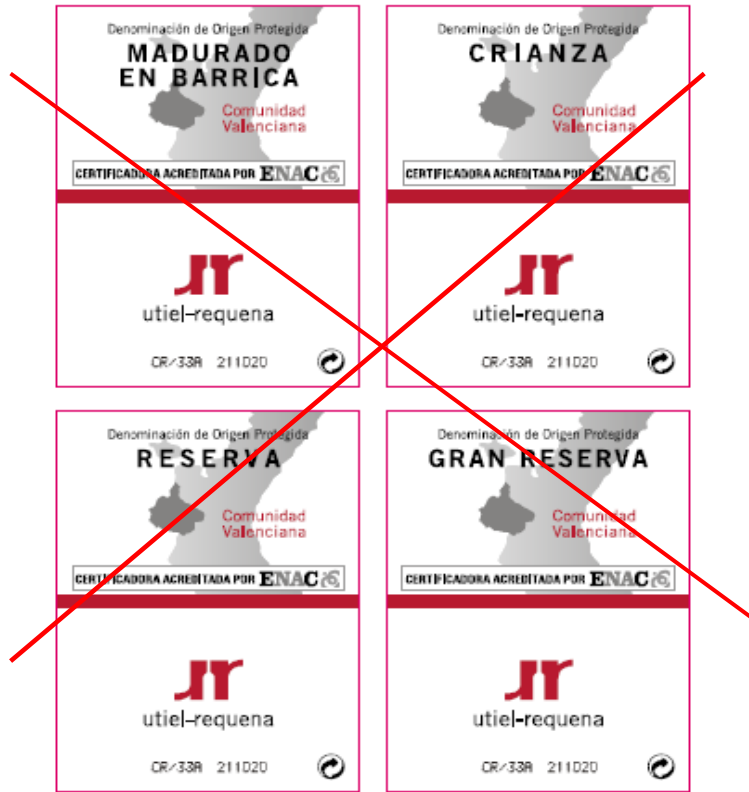 Denominación de Origen Protegida
MADURADO
EN BARRICA
Comunidad
Valenciana
CERTIFICADORA ACREDITADA POR ENAC
utiel-requena
CR/33A 211020
Denominación de Origen Protegida
CRIANZA
Comunidad
Valenciana
CERTIFICADORA ACREDITADA POR ENAC
utiel-requena
CR/33A 211020
Denominación de Origen Protegida
RESERVA
Comunidad
Valenciana
CERTIFICADORA ACREDITADA POR ENAC
utiel-requena
CR/33A 211020
Denominación de Origen Protegida
GRAN RESERVA
Comunidad
Valenciana
CERTIFICADORA ACREDITADA POR ENAC
utiel-requena
CR/33A 211020